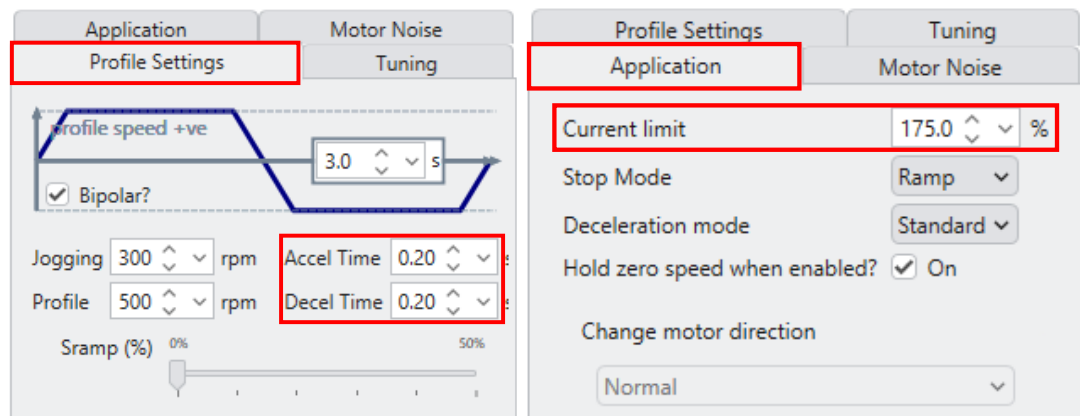 Application Motor Noise
Profile Settings Tuning
profile speed +ve
3.0 s
Bipolar?
Jogging 300 rpm Accel Time 0.20 s
Profile 500 rpm Decel Time 0.20 s
Sramp (%) 0% 50%
Profile Settings Tuning
Application Motor Noise
Current limit 175.0 %
Stop Mode Ramp
Deceleration mode Standard
Hold zero speed when enabled? On
Change motor direction
Normal